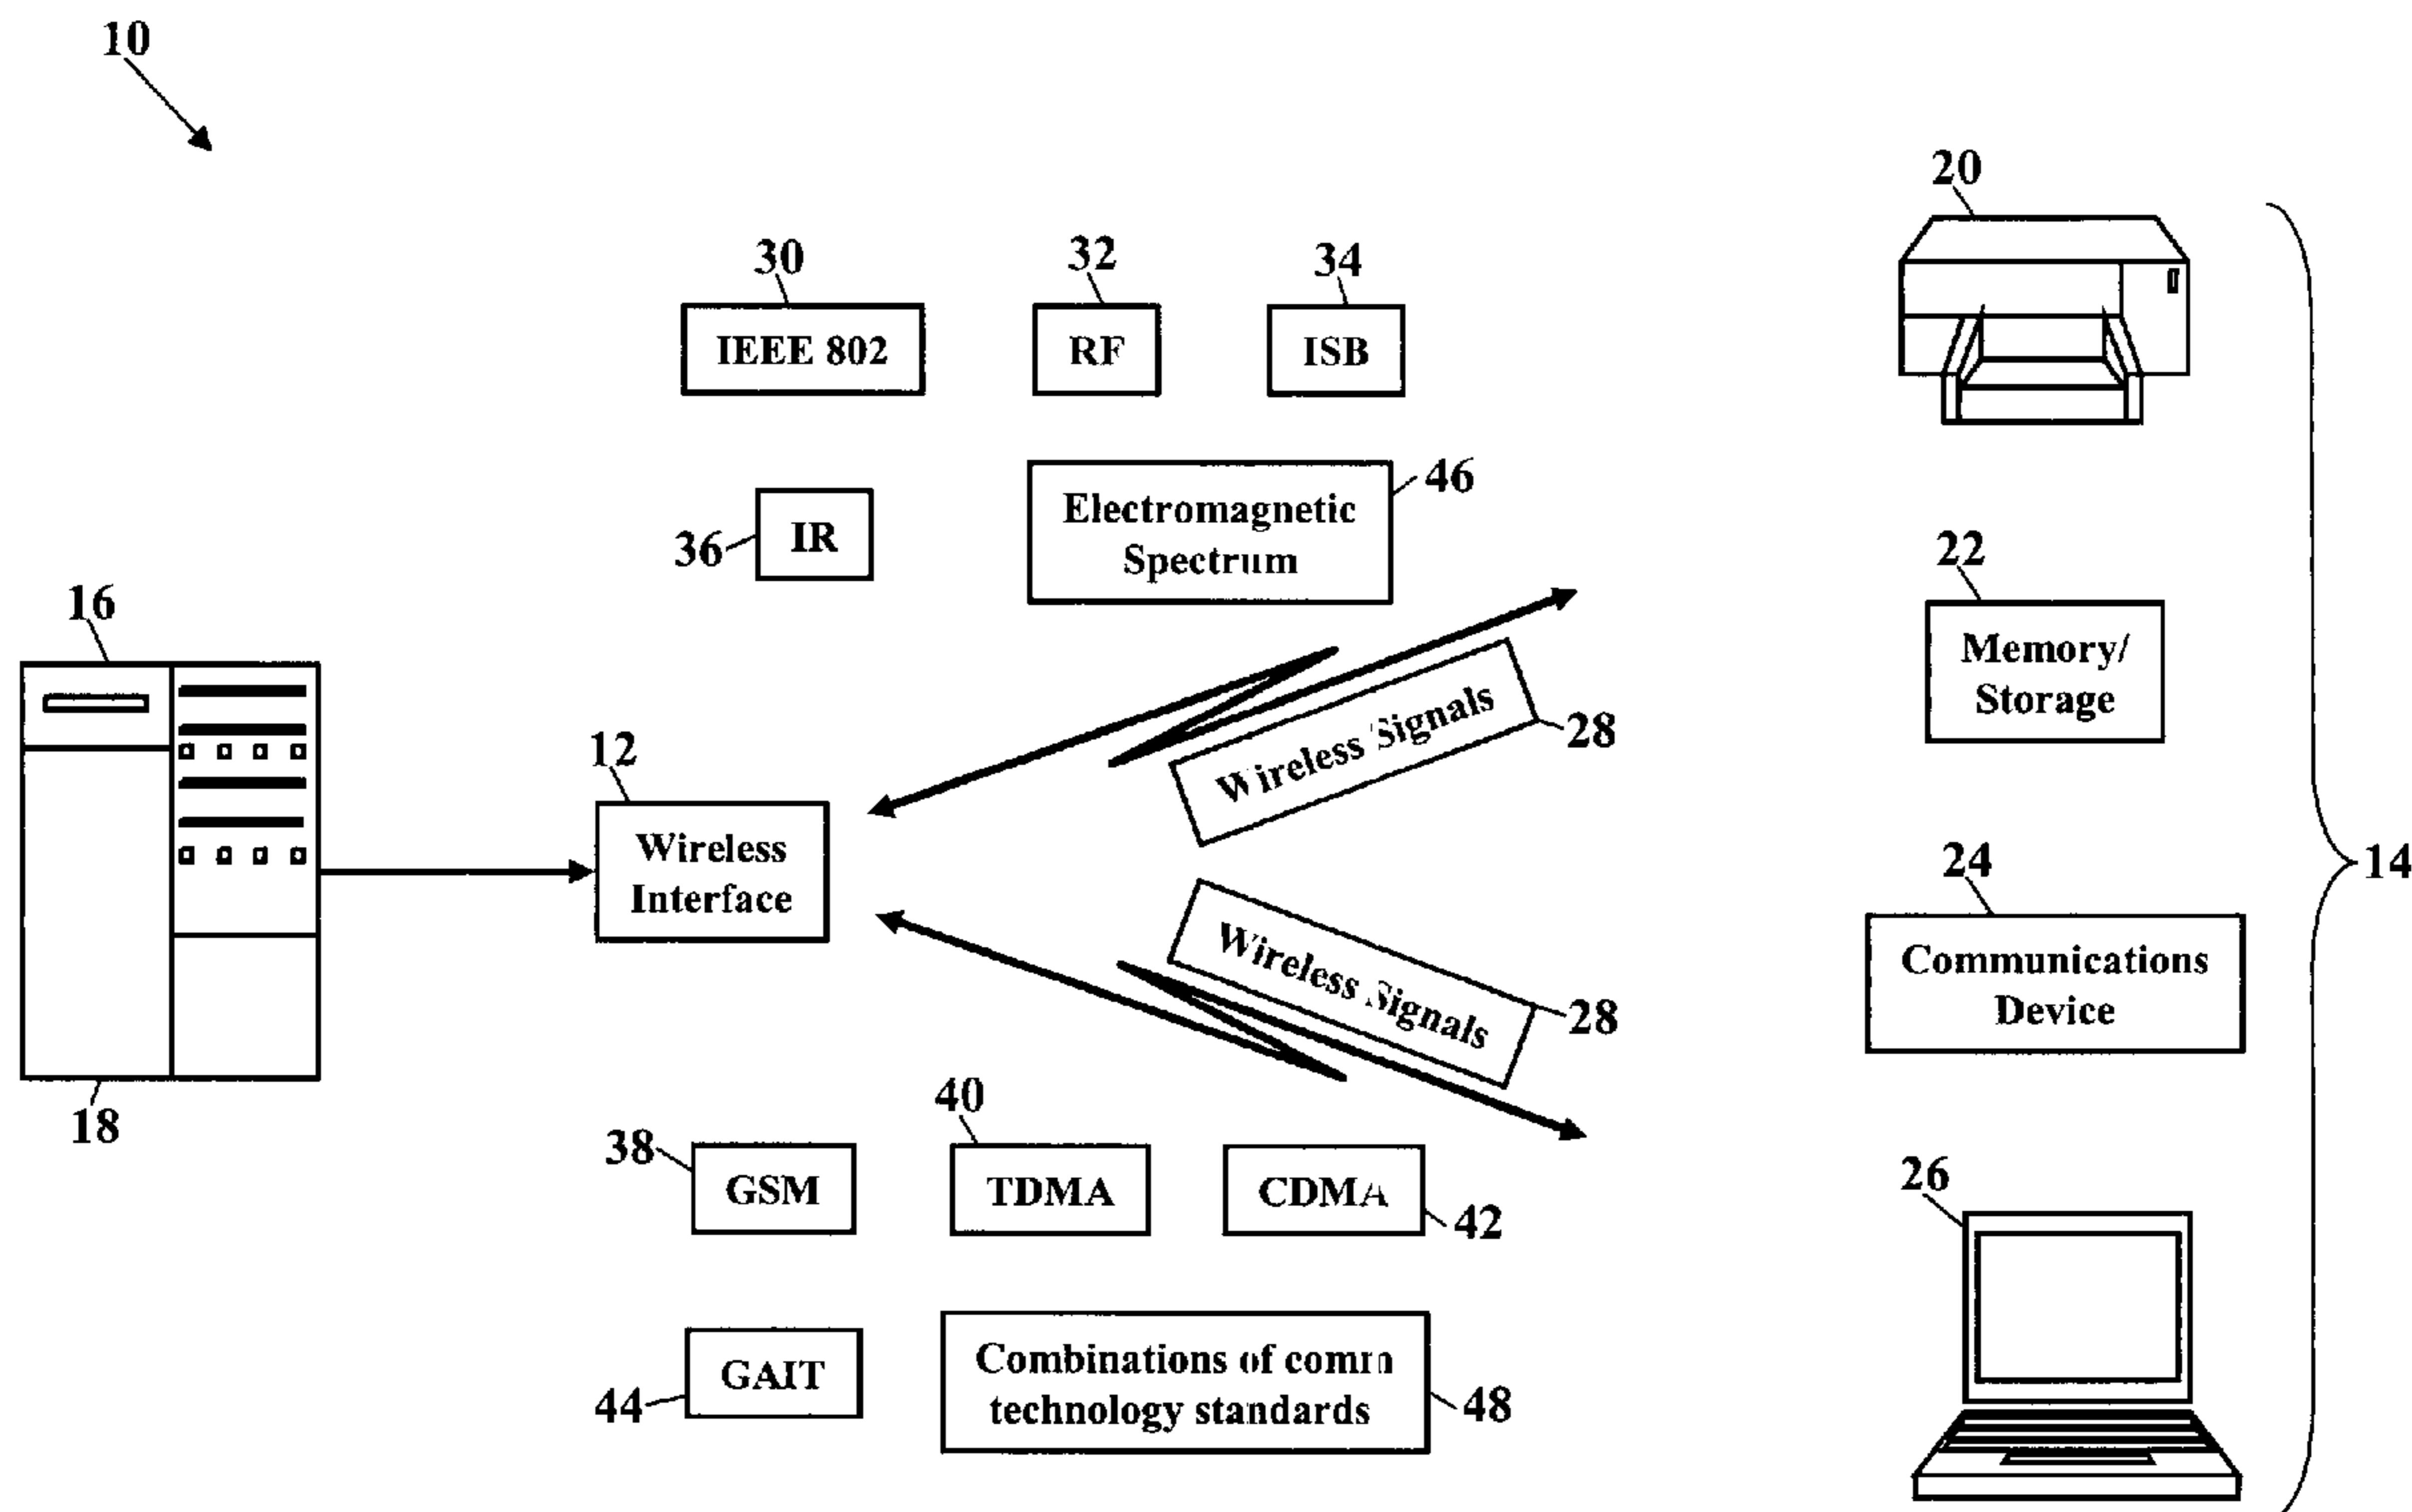 10
20
30
32
34
IEEE 802
RF
ISB
46
Electromagnetic
Spectrum
36
IR
22
Memory/
Storage
16
Wireless Signals
28
12
Wireless
Interface
14
24
Communications
Device
Wireless Signals
28
18
38
GSM
40
TDMA
CDMA
42
26
44
GAIT
Combinations of comm
technology standards
48